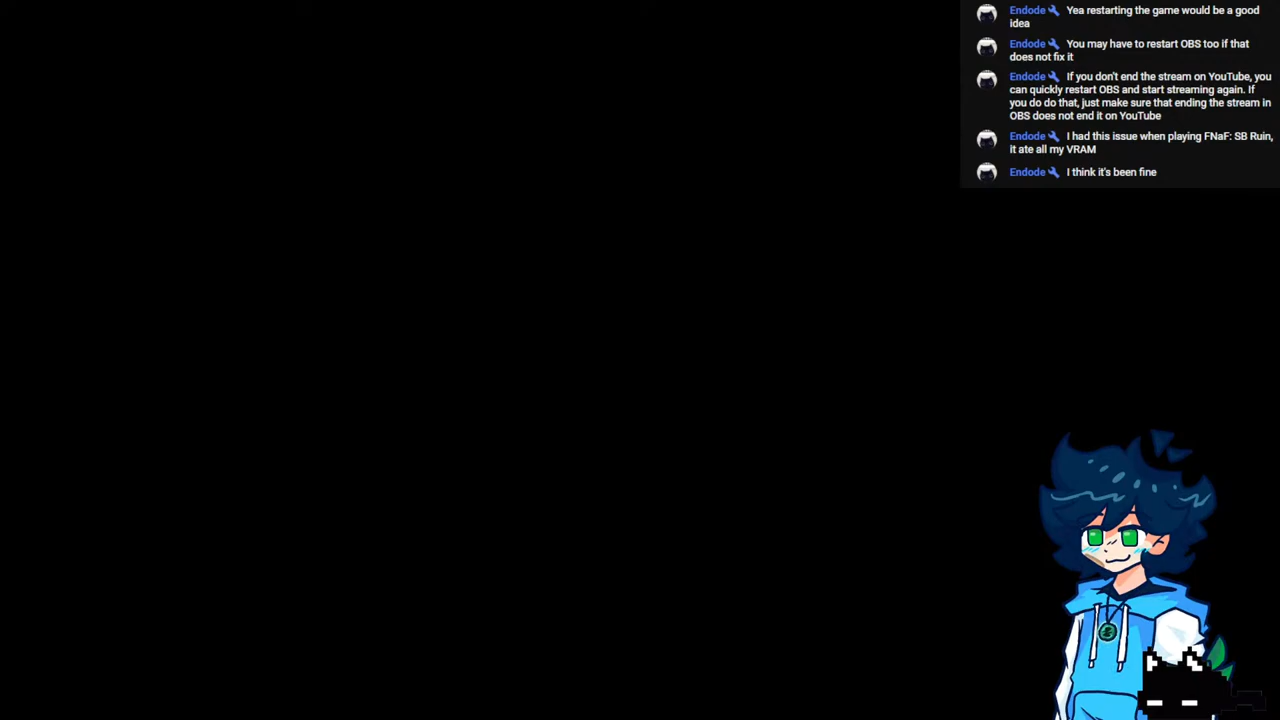 Endode Yea restarting the game would be a good
idea
Endode You may have to restart OBS too if that
does not fix it
Endode If you don't end the stream on YouTube, you
can quickly restart OBS and start streaming again. If
you do do that, just make sure that ending the stream in
OBS does not end it on YouTube
Endode I had this issue when playing FNaF: SB Ruin,
it ate all my VRAM
Endode I think it's been fine